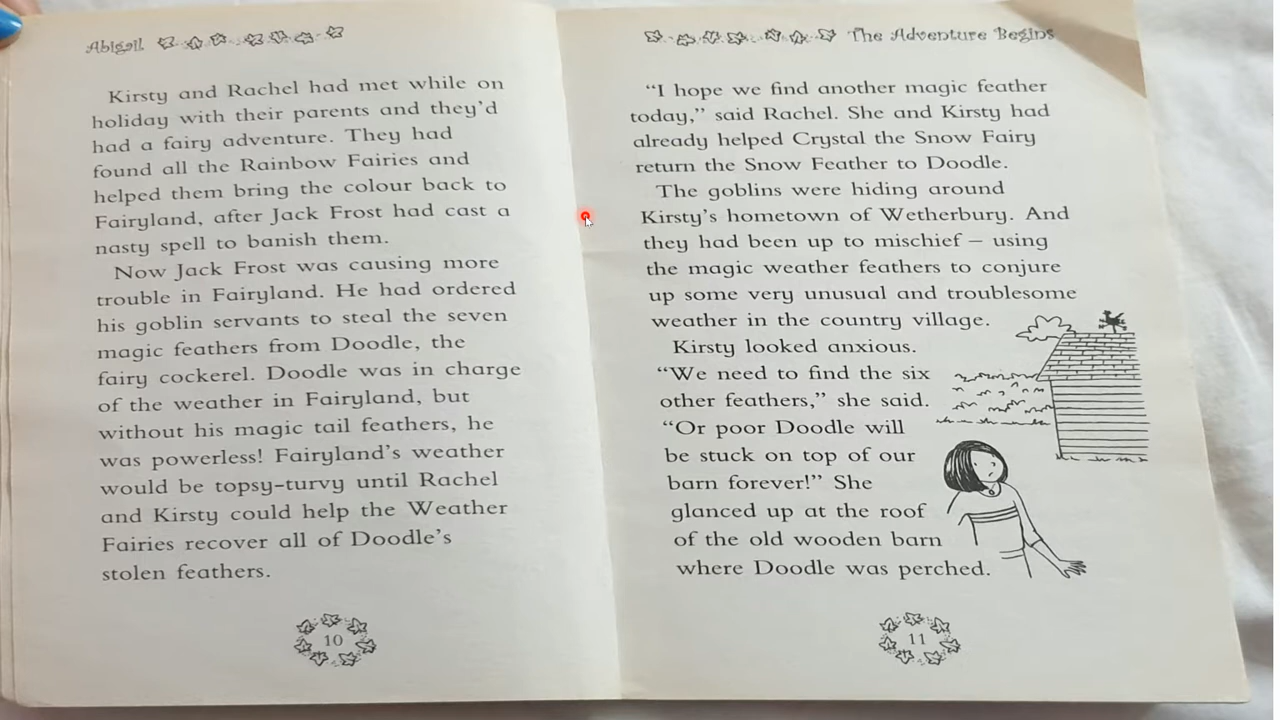 Abigail
Kirsty and Rachel had met while on
holiday with their parents and they'd
had a fairy adventure. They had
found all the Rainbow Fairies and
helped them bring the colour back to
Fairyland, after Jack Frost had cast a
nasty spell to banish them.
Now Jack Frost was causing more
trouble in Fairyland. He had ordered
his goblin servants to steal the seven
magic feathers from Doodle, the
fairy cockerel. Doodle was in charge
of the weather in Fairyland, but
without his magic tail feathers, he
was powerless! Fairyland's weather
would be topsy-turvy until Rachel
and Kirsty could help the Weather
Fairies recover all of Doodle's
stolen feathers.
10
The Adventure Begins
“I hope we find another magic feather
today,” said Rachel. She and Kirsty had
already helped Crystal the Snow Fairy
return the Snow Feather to Doodle.
The goblins were hiding around
Kirsty's hometown of Wetherbury. And
they had been up to mischief – using
the magic weather feathers to conjure
up some very unusual and troublesome
weather in the country village.
Kirsty looked anxious.
“We need to find the six
other feathers,” she said.
“Or poor Doodle will
be stuck on top of our
barn forever!” She
glanced up at the roof
of the old wooden barn
where Doodle was perched.
11